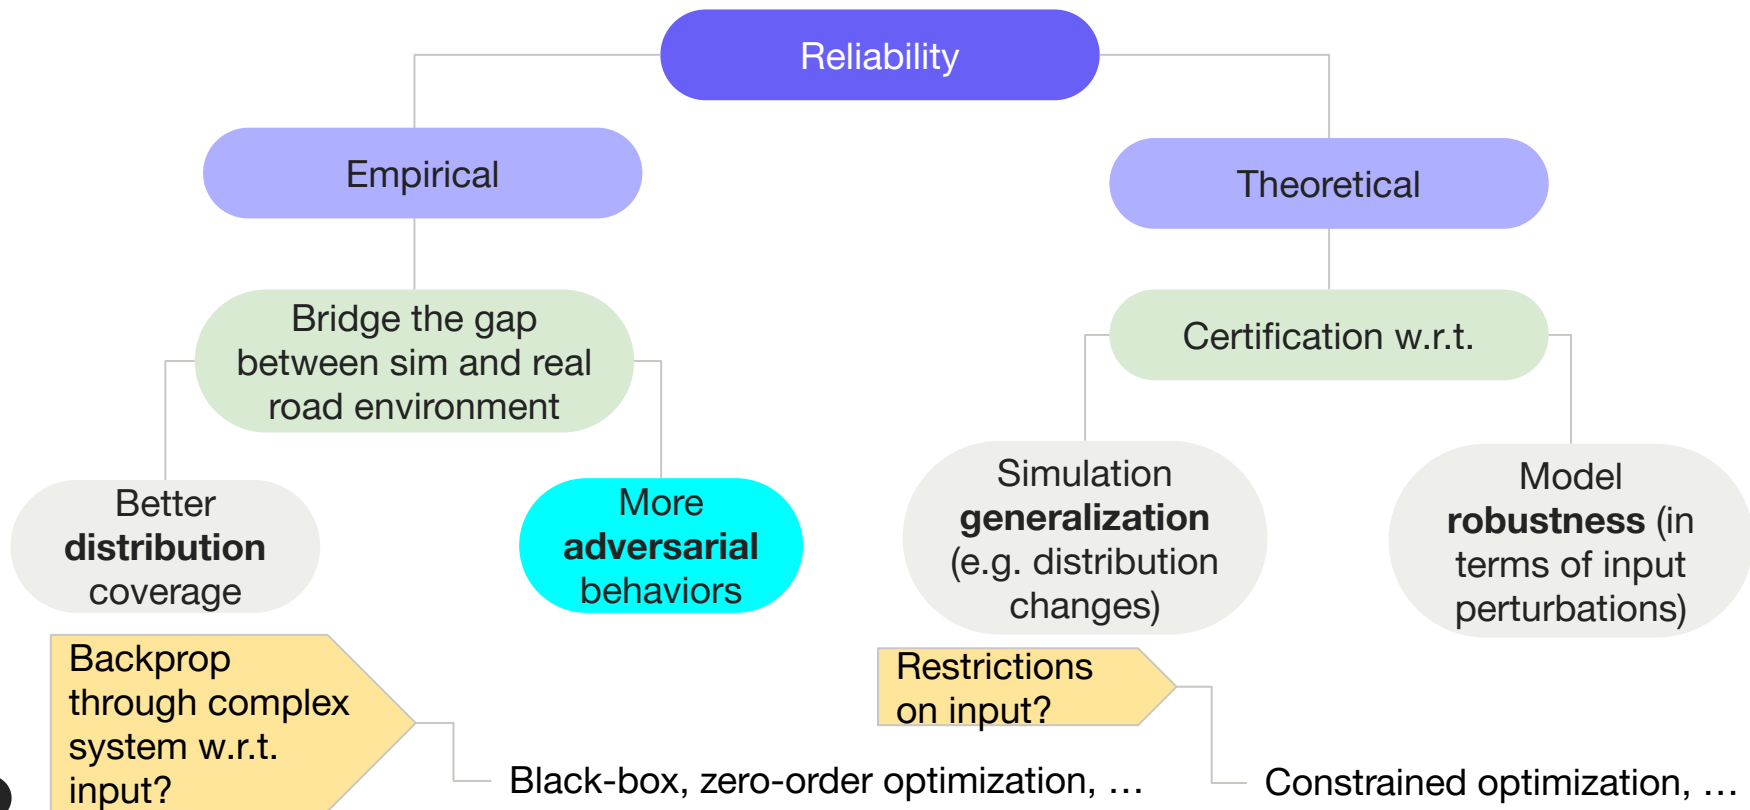 Reliability
Empirical
Theoretical
Bridge the gap
between sim and real
road environment
Certification w.r.t.
Better
distribution
coverage
More
adversarial
behaviors
Simulation
generalization
(e.g. distribution
changes)
Model
robustness (in
terms of input
perturbations)
Backprop
through complex
system w.r.t.
input?
Black-box, zero-order optimization, …
Restrictions
on input?
Constrained optimization, …